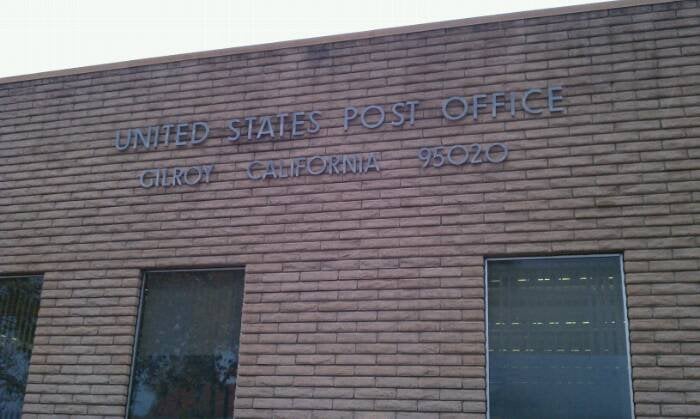 UNITED STATES POST OFFICE
GILROY CALIFORNIA 95020